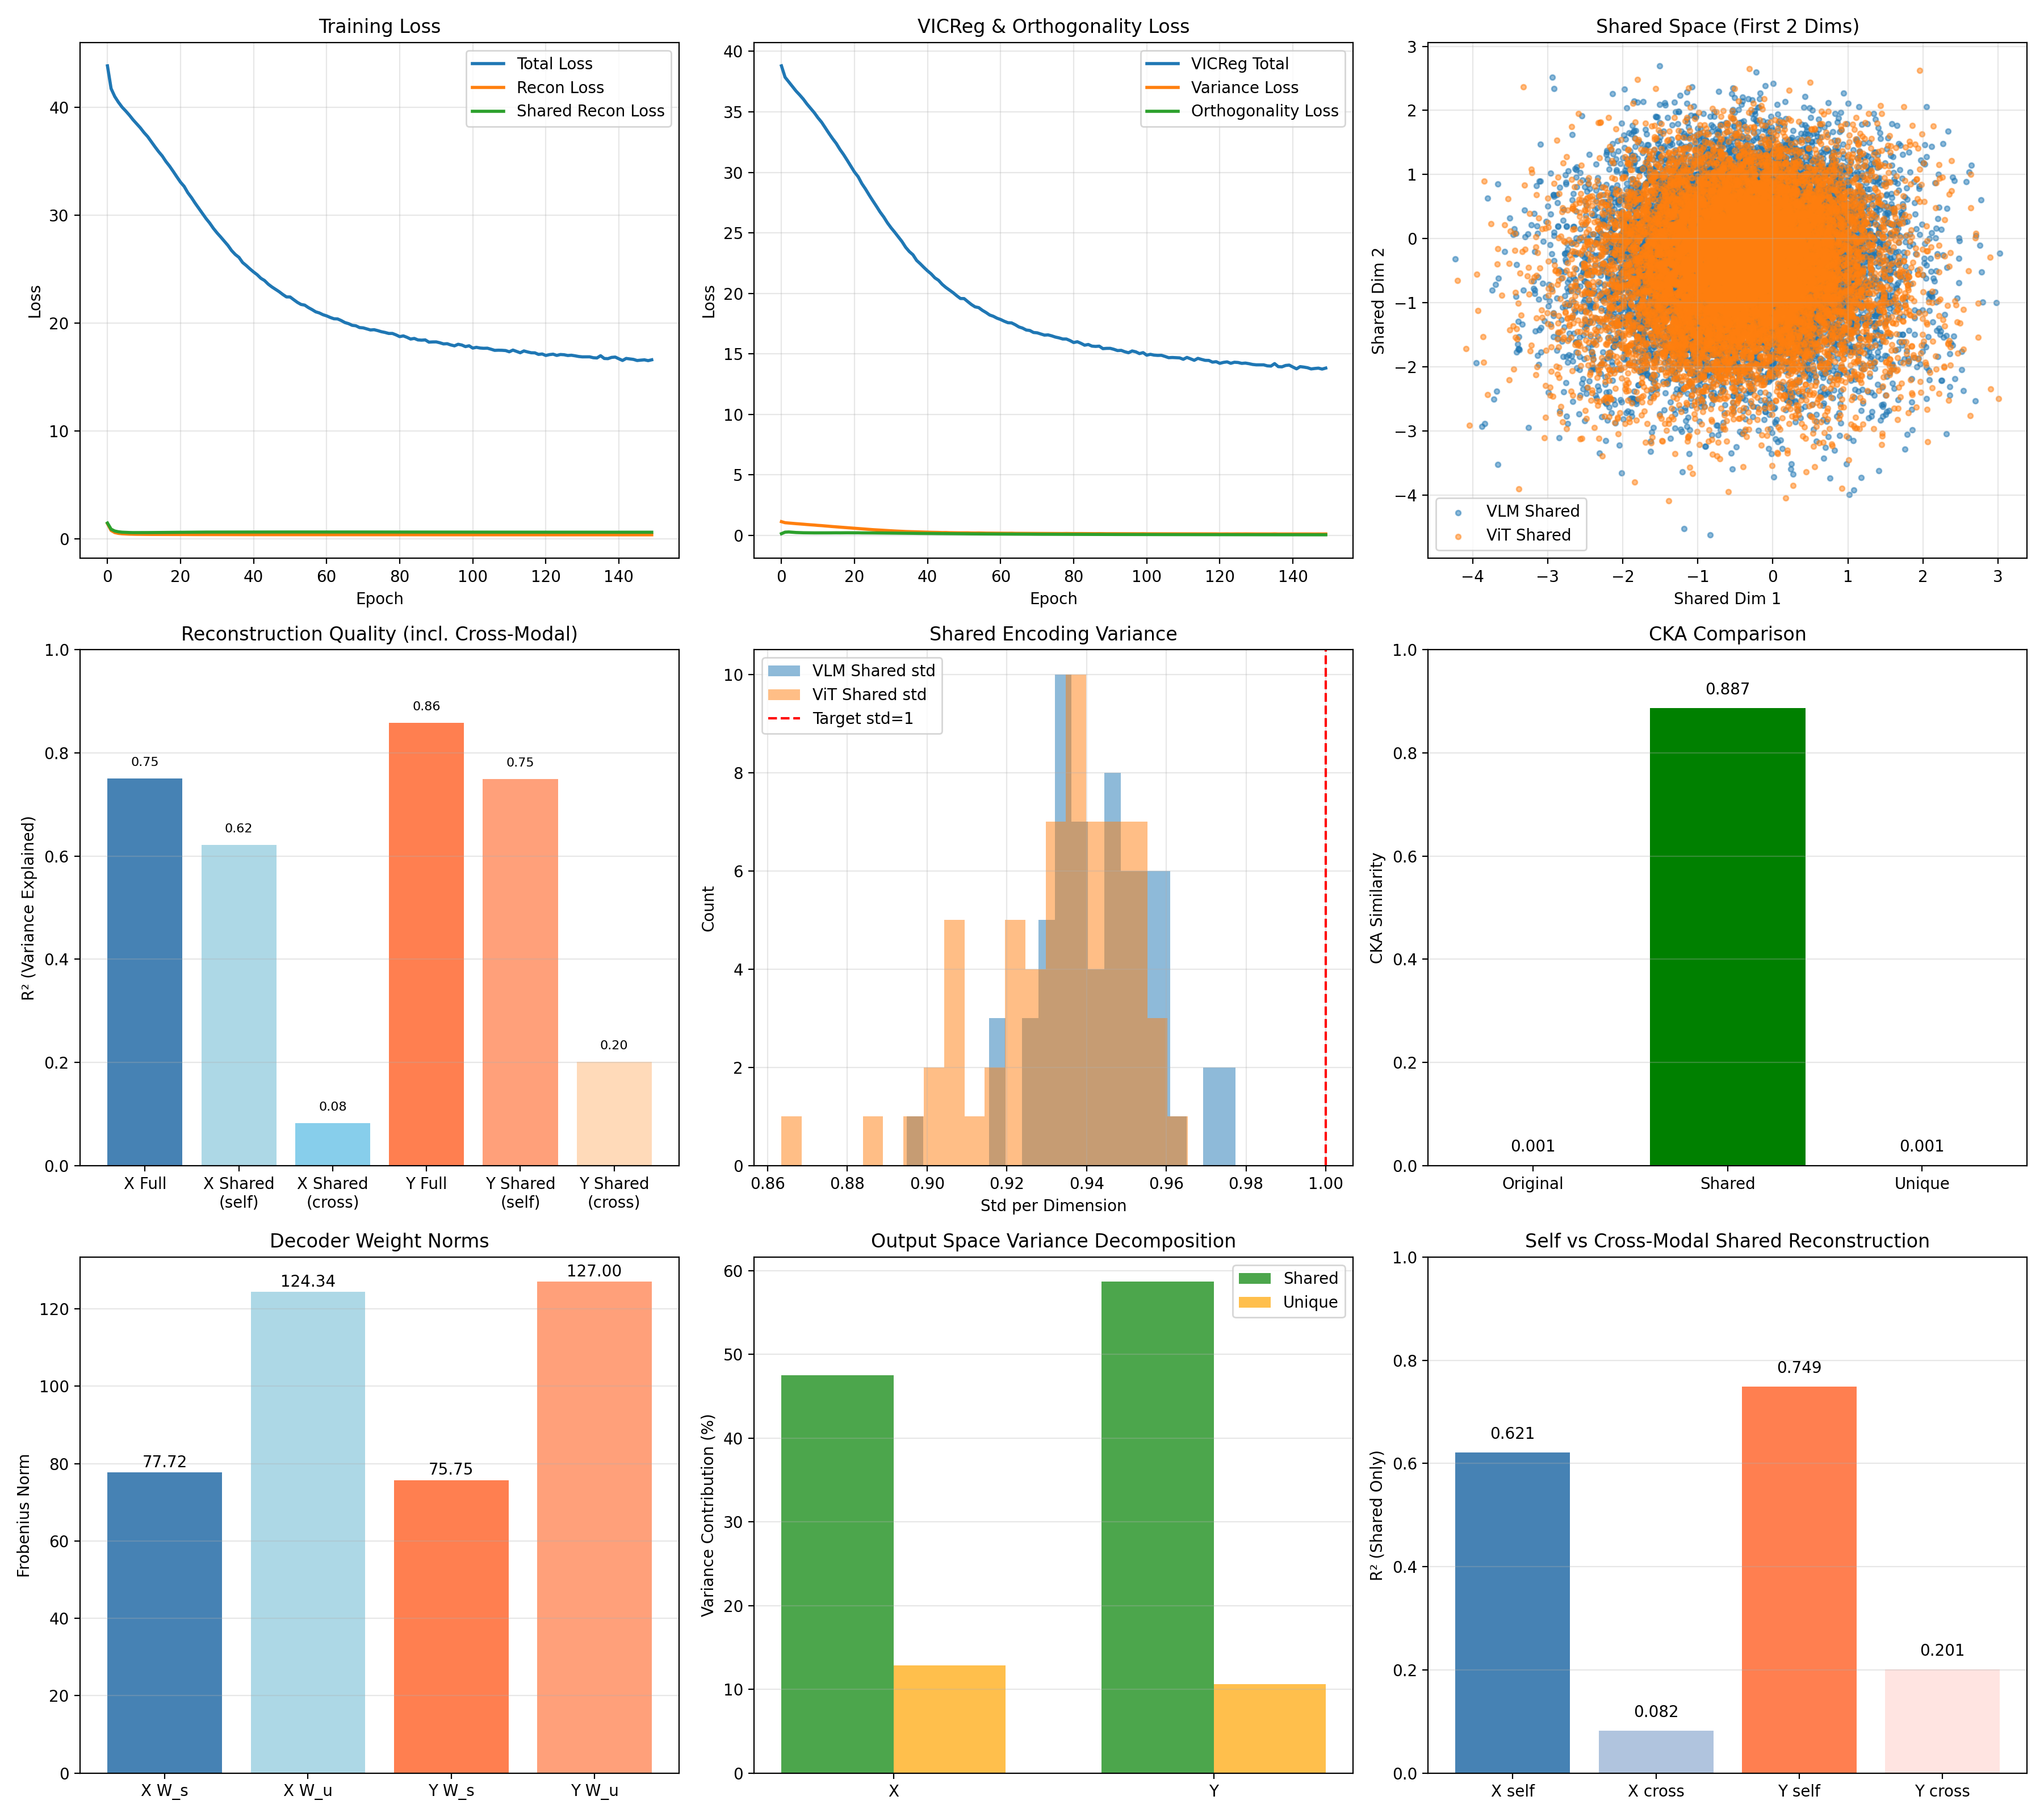 Training Loss
Total Loss
Recon Loss
Shared Recon Loss
Loss
40
30
20
10
0
0 20 40 60 80 100 120 140
Epoch
VICReg & Orthogonality Loss
VICReg Total
Variance Loss
Orthogonality Loss
Loss
40
35
30
25
20
15
10
5
0
0 20 40 60 80 100 120 140
Epoch
Shared Space (First 2 Dims)
Shared Dim 2
3
2
1
0
−1
−2
−3
−4
VLM Shared
ViT Shared
−4 −3 −2 −1 0 1 2 3
Shared Dim 1
Reconstruction Quality (incl. Cross-Modal)
R² (Variance Explained)
1.0
0.8
0.6
0.4
0.2
0.0
0.75
0.62
0.08
0.86
0.75
0.20
X Full
X Shared
(self)
X Shared
(cross)
Y Full
Y Shared
(self)
Y Shared
(cross)
Shared Encoding Variance
VLM Shared std
ViT Shared std
Target std=1
Count
10
8
6
4
2
0
0.86 0.88 0.90 0.92 0.94 0.96 0.98 1.00
Std per Dimension
CKA Comparison
CKA Similarity
1.0
0.8
0.6
0.4
0.2
0.0
0.001
0.887
0.001
Original Shared Unique
Decoder Weight Norms
Frobenius Norm
120
100
80
60
40
20
0
77.72
124.34
75.75
127.00
X W_s X W_u Y W_s Y W_u
Output Space Variance Decomposition
Shared
Unique
Variance Contribution (%)
60
50
40
30
20
10
0
X Y
Self vs Cross-Modal Shared Reconstruction
R² (Shared Only)
1.0
0.8
0.6
0.4
0.2
0.0
0.621
0.082
0.749
0.201
X self X cross Y self Y cross